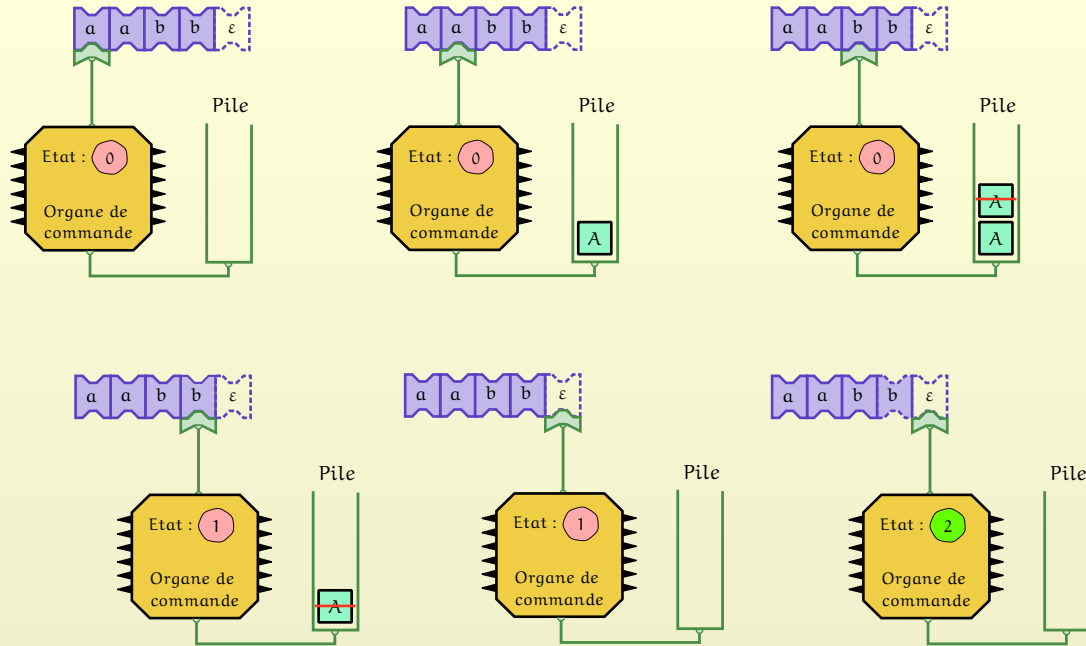 a a b b ε
Pile
Etat : 0
Organe de
commande
a a b b ε
Pile
Etat : 0
A
Organe de
commande
a a b b ε
Pile
Etat : 0
A
A
Organe de
commande
a a b b ε
Pile
Etat : 1
Organe de
commande
A
a a b b ε
Pile
Etat : 1
Organe de
commande
a a b b ε
Pile
Etat : 2
Organe de
commande